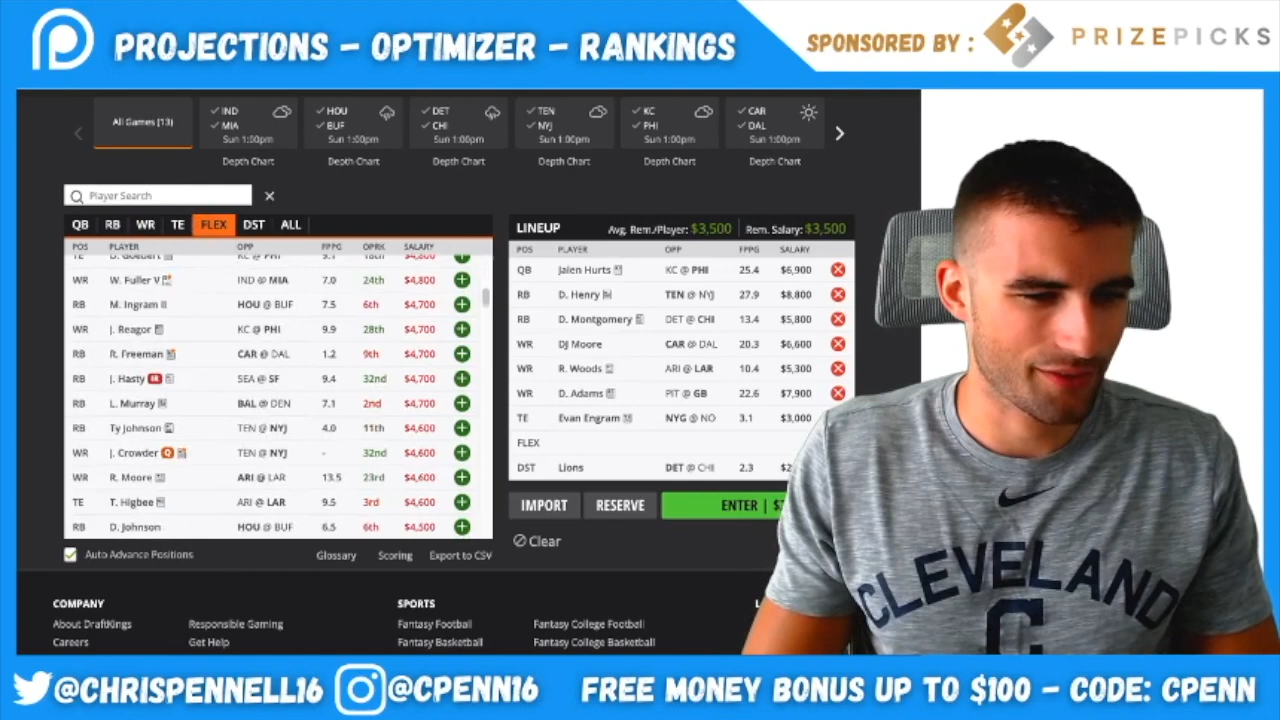 PROJECTIONS - OPTIMIZER - RANKINGS
SPONSORED BY : PRIZEPICKS
All Games (13)
IND MIA Sun 1:00pm Depth Chart
HOU BUF Sun 1:00pm Depth Chart
DET CHI Sun 1:00pm Depth Chart
TEN NYJ Sun 1:00pm Depth Chart
KC PHI Sun 1:00pm Depth Chart
CAR DAL Sun 1:00pm Depth Chart
Player Search
QB RB WR TE FLEX DST ALL
POS PLAYER OPP FPPG OPRK SALARY
TE D. Goedert KC @ PHI 9.1 18th $4,800
WR W. Fuller V IND @ MIA 7.0 24th $4,800
RB M. Ingram II HOU @ BUF 7.5 6th $4,700
WR J. Reagor KC @ PHI 9.9 28th $4,700
RB R. Freeman CAR @ DAL 1.2 9th $4,700
RB J. Hasty SEA @ SF 9.4 32nd $4,700
RB L. Murray BAL @ DEN 7.1 2nd $4,700
RB Ty Johnson TEN @ NYJ 4.0 11th $4,600
WR J. Crowder Q TEN @ NYJ - 32nd $4,600
WR R. Moore ARI @ LAR 13.5 23rd $4,600
TE T. Higbee ARI @ LAR 9.5 3rd $4,600
RB D. Johnson HOU @ BUF 6.5 6th $4,500
Auto Advance Positions Glossary Scoring Export to CSV
LINEUP Avg. Rem./Player: $3,500 Rem. Salary: $3,500
POS PLAYER OPP FPPG SALARY
QB Jalen Hurts KC @ PHI 25.4 $6,900
RB D. Henry TEN @ NYJ 27.9 $8,800
RB D. Montgomery DET @ CHI 13.4 $5,800
WR DJ Moore CAR @ DAL 20.3 $6,600
WR R. Woods ARI @ LAR 10.4 $5,300
WR D. Adams PIT @ GB 22.6 $7,900
TE Evan Engram NYG @ NO 3.1 $3,000
FLEX
DST Lions DET @ CHI 2.3 $2
IMPORT RESERVE ENTER |
Clear
COMPANY
About DraftKings Responsible Gaming
Careers Get Help
SPORTS
Fantasy Football Fantasy College Football
Fantasy Basketball Fantasy College Basketball
CLEVELAND
C
@CHRISPENNELL16 @CPENN16 FREE MONEY BONUS UP TO $100 - CODE: CPENN